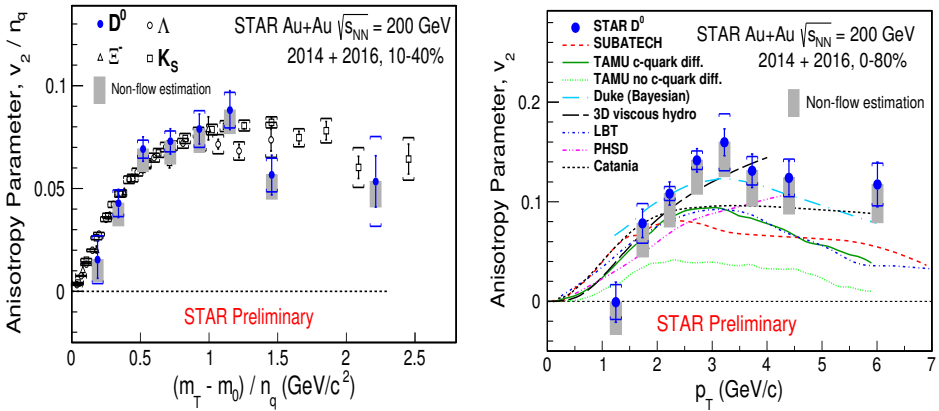 D⁰
Λ
Ξ⁻
K_S
Non-flow estimation
STAR Au+Au √s_NN = 200 GeV
2014 + 2016, 10-40%
Anisotropy Parameter, v₂ / n_q
0.1
0.05
0
STAR Preliminary
0
0.5
1
1.5
2
2.5
(m_T - m₀) / n_q (GeV/c²)
STAR D⁰
SUBATECH
TAMU c-quark diff.
TAMU no c-quark diff.
Duke (Bayesian)
3D viscous hydro
LBT
PHSD
Catania
STAR Au+Au √s_NN = 200 GeV
2014 + 2016, 0-80%
Non-flow estimation
Anisotropy Parameter, v₂
0.2
0.1
0
STAR Preliminary
0
1
2
3
4
5
6
7
p_T (GeV/c)